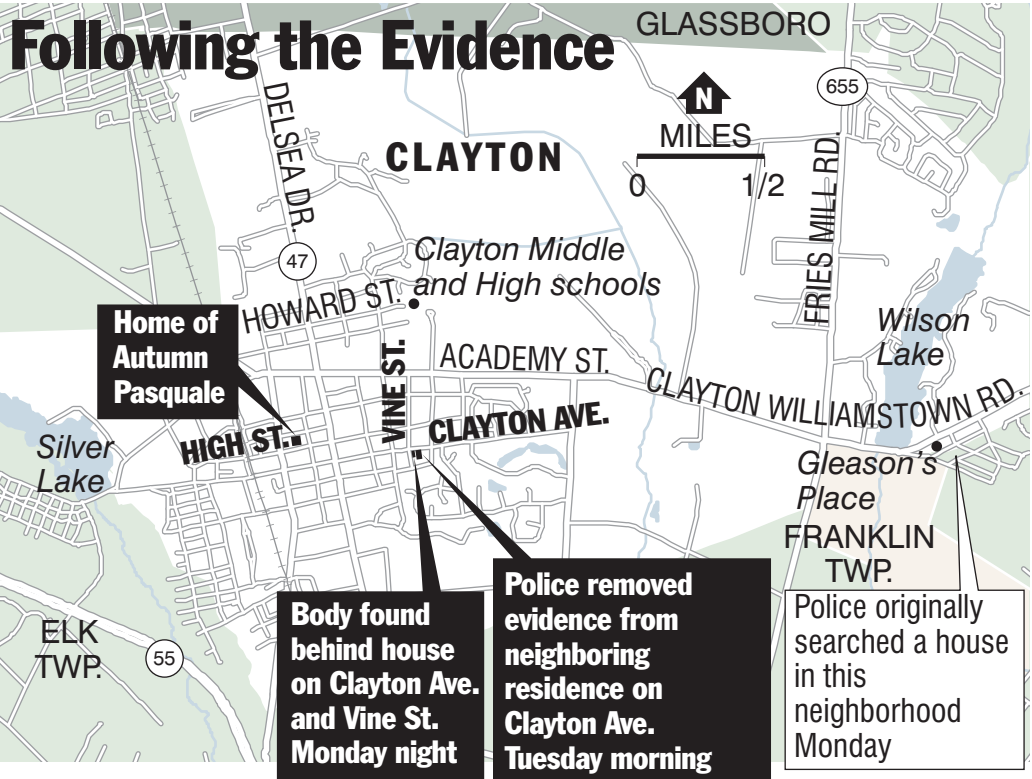 Following the Evidence
GLASSBORO
655
N
MILES
0 1/2
DELSEA DR.
CLAYTON
FRIES MILL RD.
47
Clayton Middle
and High schools
HOWARD ST.
Home of
Autumn
Pasquale
Wilson
Lake
VINE ST.
ACADEMY ST.
CLAYTON WILLIAMSTOWN RD.
HIGH ST.
CLAYTON AVE.
Silver
Lake
Gleason's
Place
FRANKLIN
TWP.
Body found
behind house
on Clayton Ave.
and Vine St.
Monday night
Police removed
evidence from
neighboring
residence on
Clayton Ave.
Tuesday morning
Police originally
searched a house
in this
neighborhood
Monday
ELK
TWP.
55